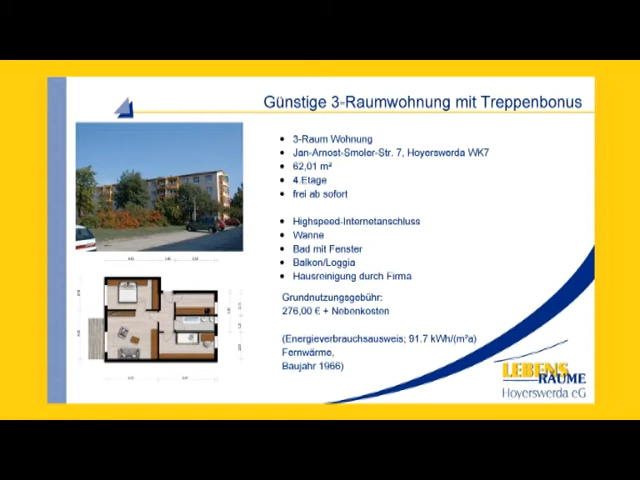 Günstige 3-Raumwohnung mit Treppenbonus
3-Raum Wohnung
Jan-Arnost-Smoler-Str. 7, Hoyerswerda WK7
62,01 m²
4.Etage
frei ab sofort
Highspeed-Internetanschluss
Wanne
Bad mit Fenster
Balkon/Loggia
Hausreinigung durch Firma
Grundnutzungsgebühr:
276,00 € + Nebenkosten
(Energieverbrauchsausweis; 91.7 kWh/(m²a)
Fernwärme,
Baujahr 1966)
LEBENS
RÄUME
Hoyerswerda eG